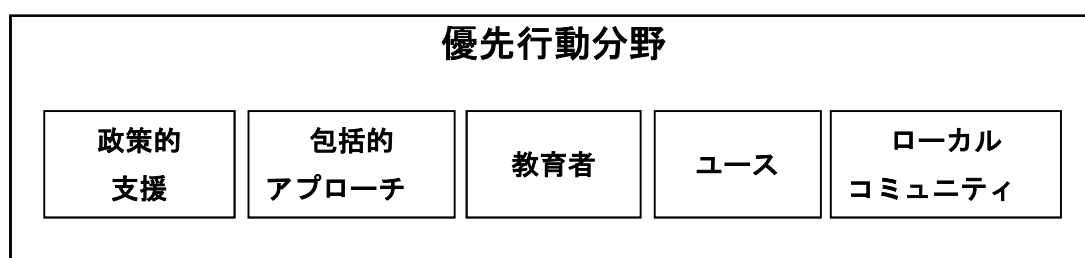 優先行動分野
政策的
支援
包括的
アプローチ
教育者
ユース
ローカル
コミュニティ